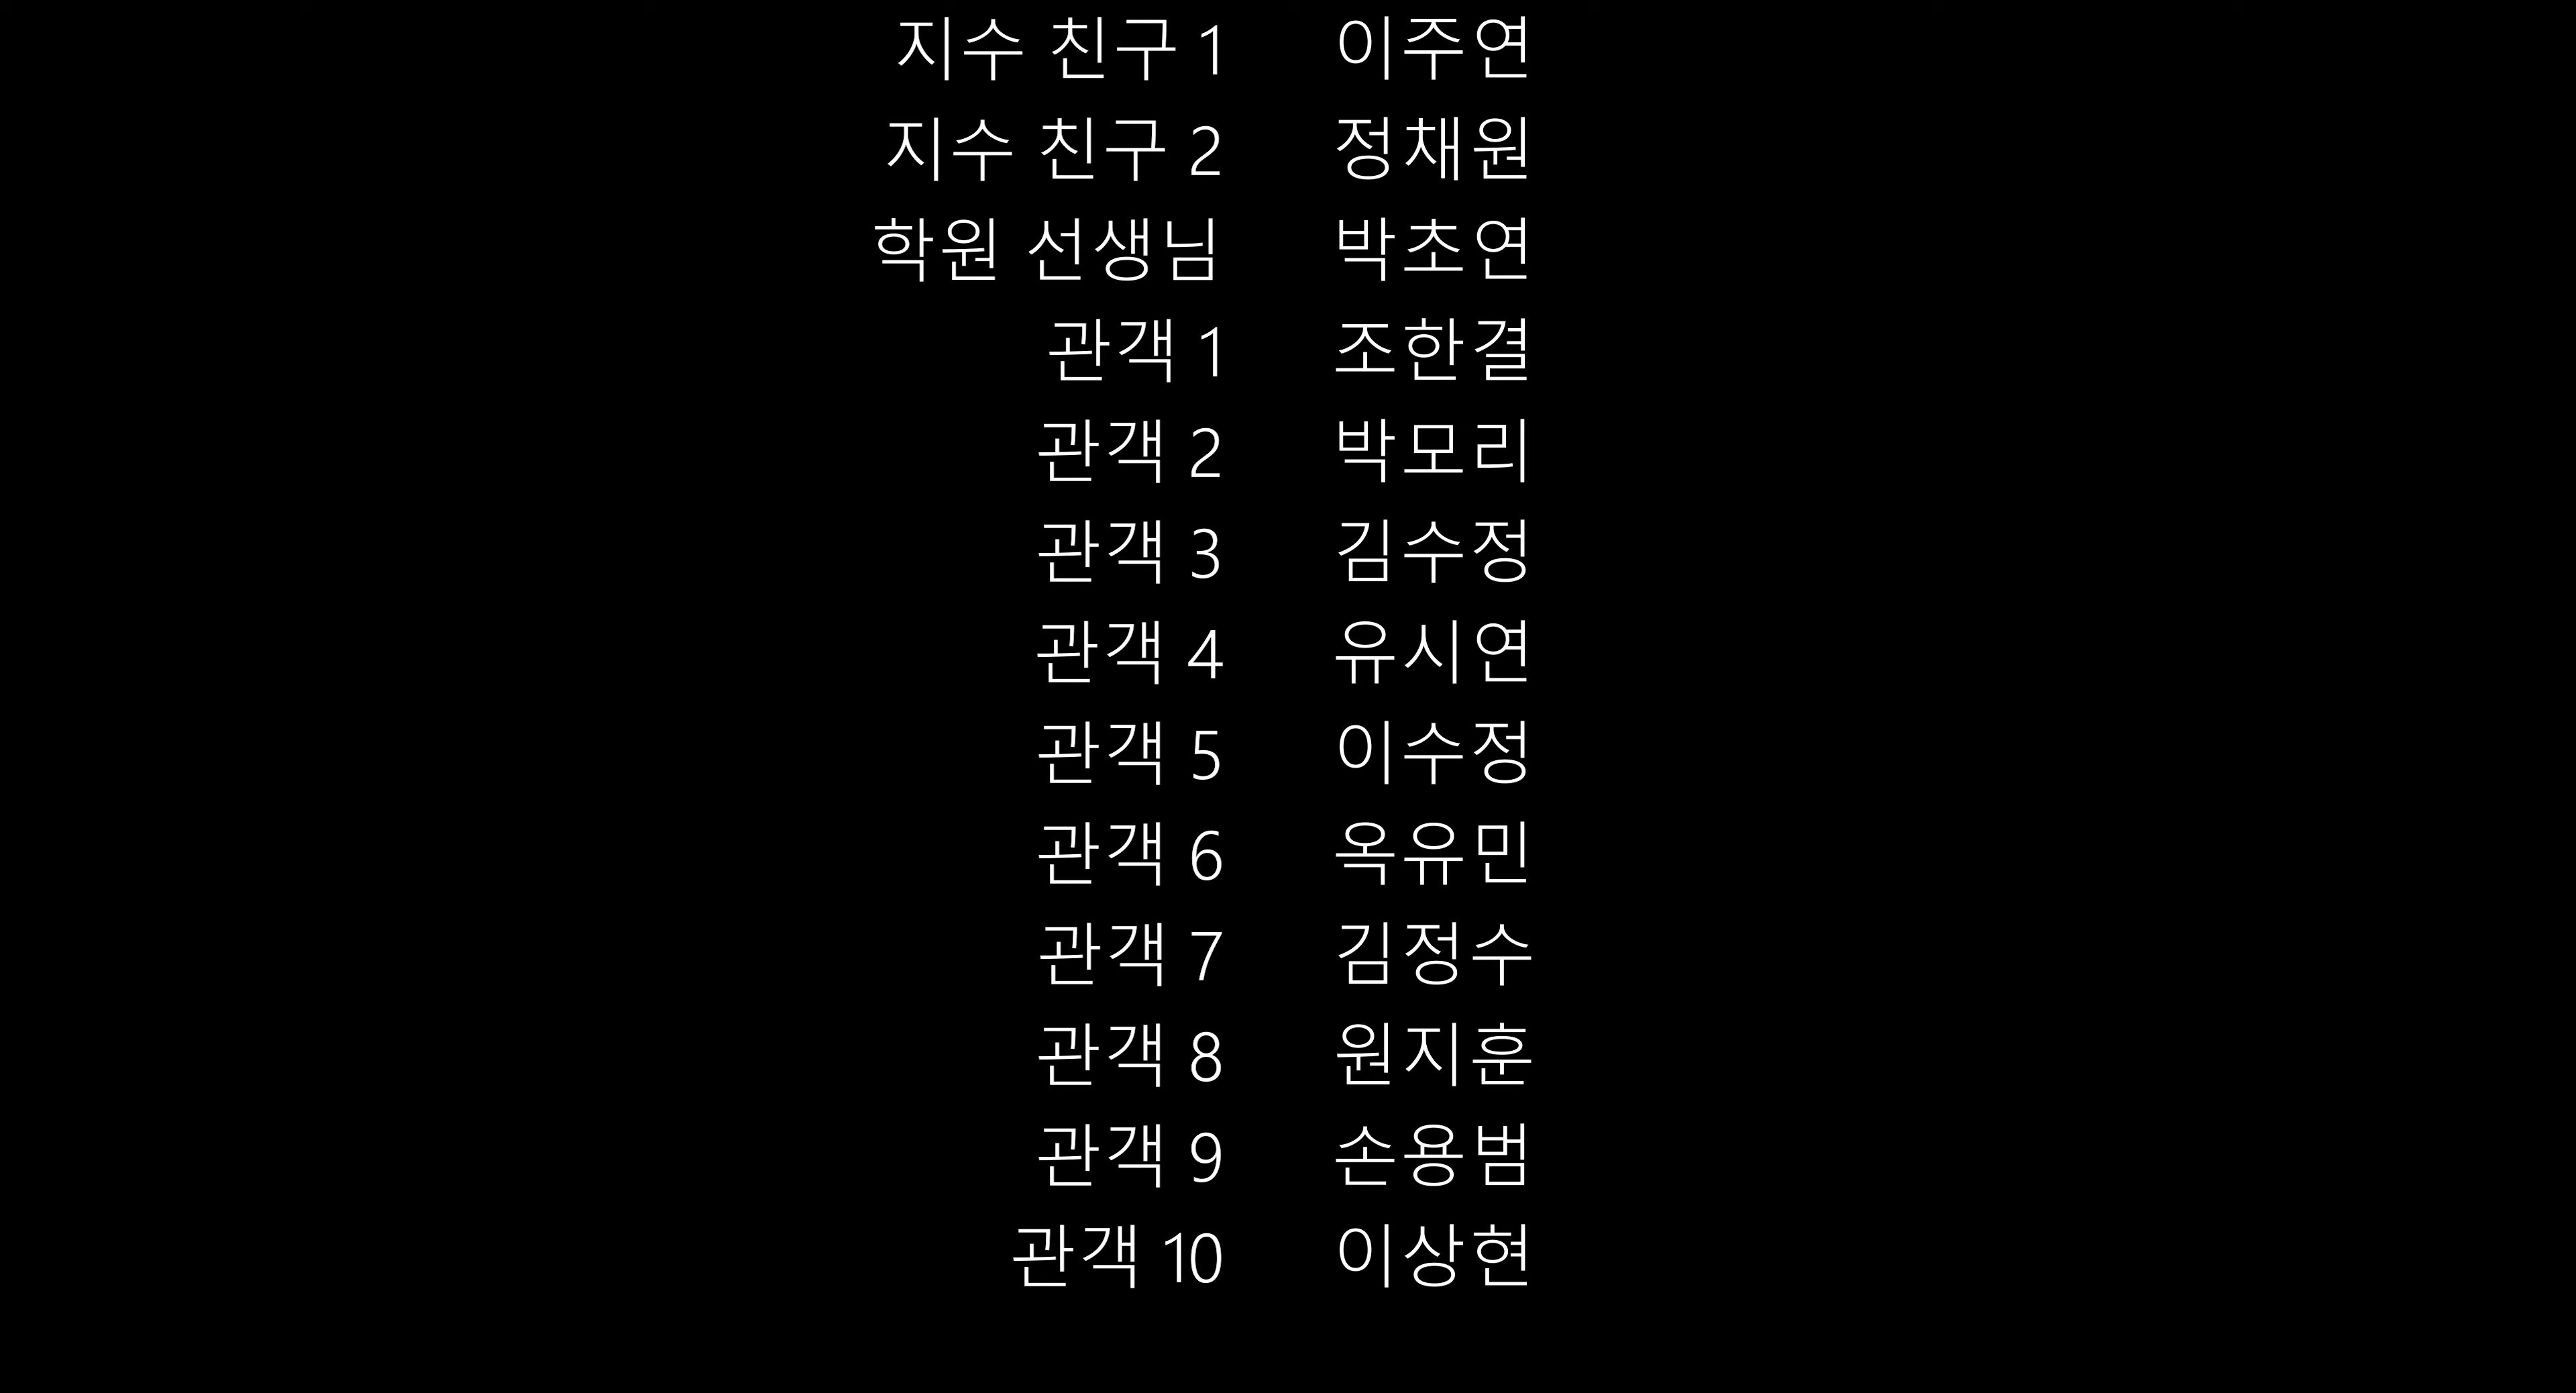 지수 친구 1 이주연
지수 친구 2 정채원
학원 선생님 박초연
관객 1 조한결
관객 2 박모리
관객 3 김수정
관객 4 유시연
관객 5 이수정
관객 6 옥유민
관객 7 김정수
관객 8 원지훈
관객 9 손용범
관객 10 이상현